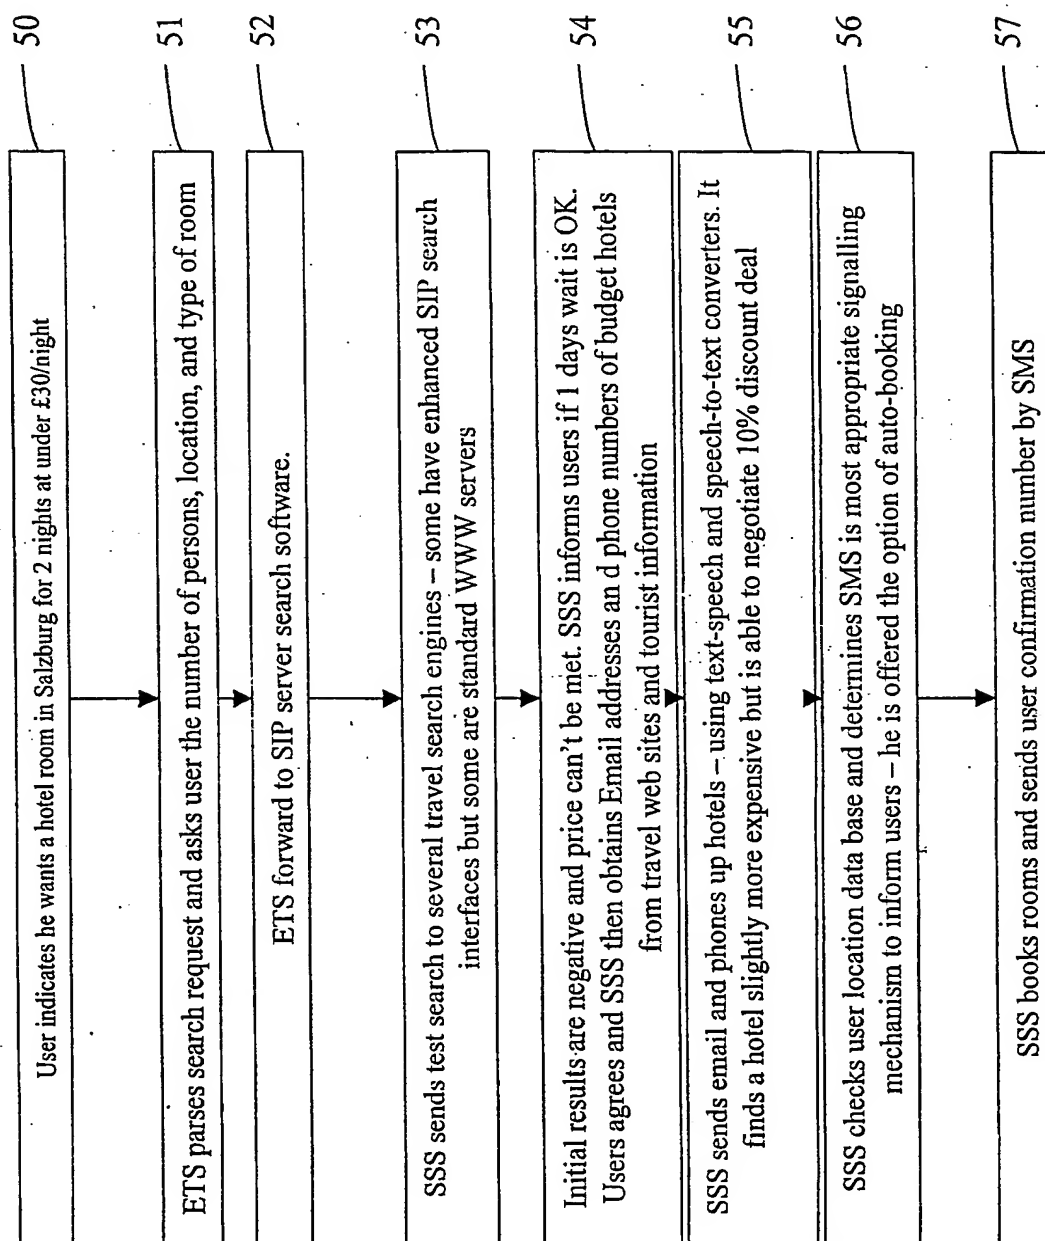 User indicates he wants a hotel room in Salzburg for 2 nights at under £30/night
50
ETS parses search request and asks user the number of persons, location, and type of room
51
ETS forward to SIP server search software.
52
SSS sends test search to several travel search engines – some have enhanced SIP search
interfaces but some are standard WWW servers
53
Initial results are negative and price can't be met. SSS informs users if 1 days wait is OK.
Users agrees and SSS then obtains Email addresses an d phone numbers of budget hotels
from travel web sites and tourist information
54
SSS sends email and phones up hotels – using text-speech and speech-to-text converters. It
finds a hotel slightly more expensive but is able to negotiate 10% discount deal
55
SSS checks user location data base and determines SMS is most appropriate signalling
mechanism to inform users – he is offered the option of auto-booking
56
SSS books rooms and sends user confirmation number by SMS
57